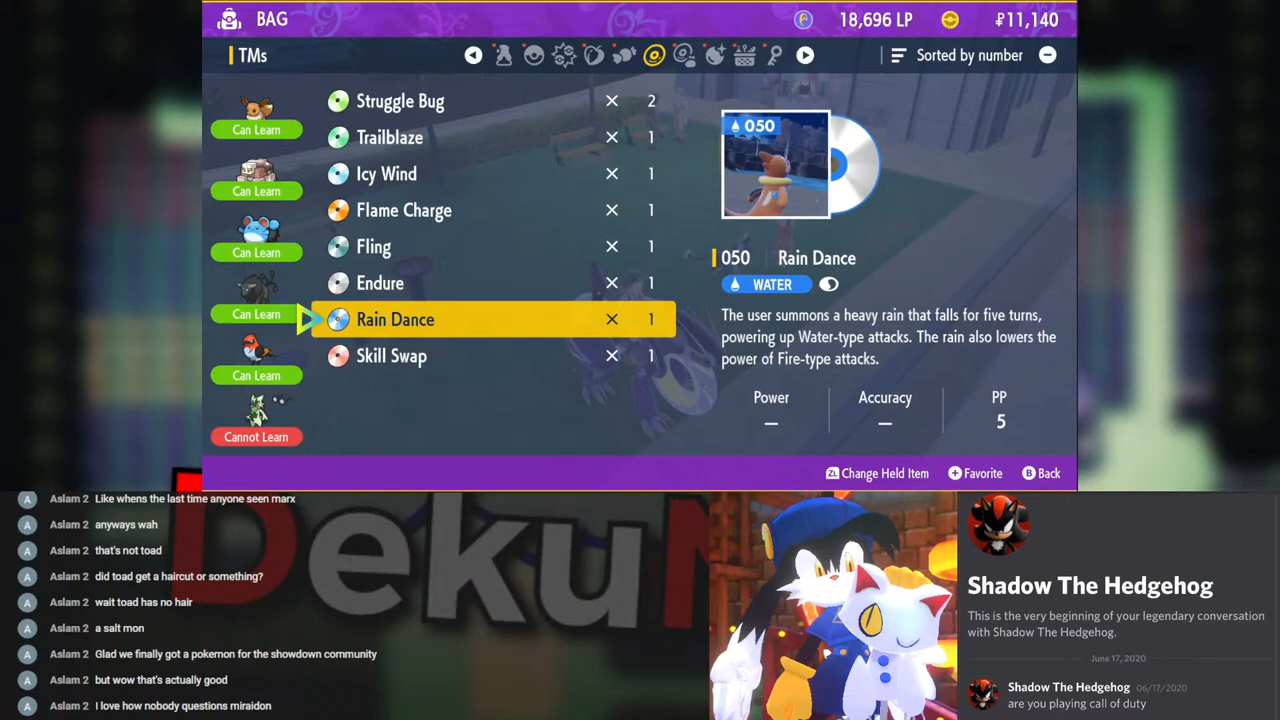 BAG
18,696 LP
₽11,140
TMs
Sorted by number
Can Learn
Can Learn
Can Learn
Can Learn
Can Learn
Cannot Learn
Struggle Bug × 2
Trailblaze × 1
Icy Wind × 1
Flame Charge × 1
Fling × 1
Endure × 1
Rain Dance × 1
Skill Swap × 1
050
050 Rain Dance
WATER
The user summons a heavy rain that falls for five turns,
powering up Water-type attacks. The rain also lowers the
power of Fire-type attacks.
Power Accuracy PP
— — 5
ZL Change Held Item + Favorite B Back
A Aslam 2 Like whens the last time anyone seen marx
A Aslam 2 anyways wah
A Aslam 2 that's not toad
A Aslam 2 did toad get a haircut or something?
A Aslam 2 wait toad has no hair
A Aslam 2 a salt mon
A Aslam 2 Glad we finally got a pokemon for the showdown community
A Aslam 2 but wow that's actually good
A Aslam 2 I love how nobody questions miraidon
Deku
Shadow The Hedgehog
This is the very beginning of your legendary conversation
with Shadow The Hedgehog.
June 17, 2020
Shadow The Hedgehog 06/17/2020
are you playing call of duty